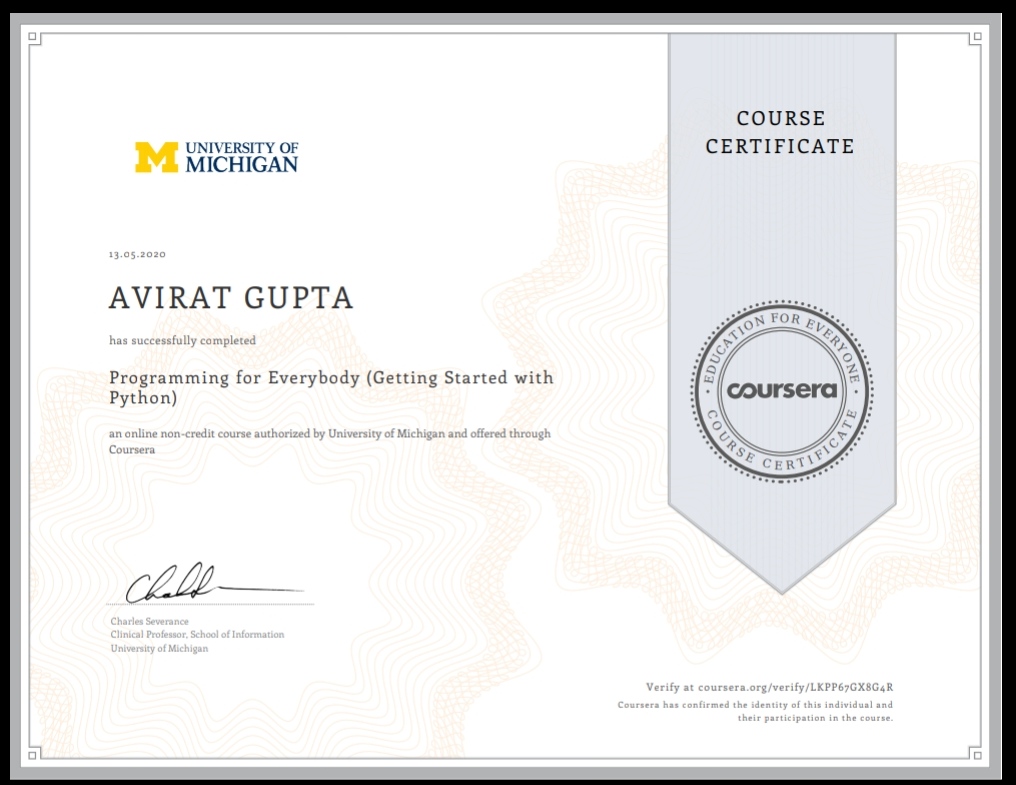 COURSE
CERTIFICATE
UNIVERSITY OF
MICHIGAN
13.05.2020
AVIRAT GUPTA
has successfully completed
Programming for Everybody (Getting Started with
Python)
an online non-credit course authorized by University of Michigan and offered through
Coursera
EDUCATION FOR EVERYONE
coursera
COURSE CERTIFICATE
Charles Severance
Clinical Professor, School of Information
University of Michigan
Verify at coursera.org/verify/LKPP67GX8G4R
Coursera has confirmed the identity of this individual and
their participation in the course.